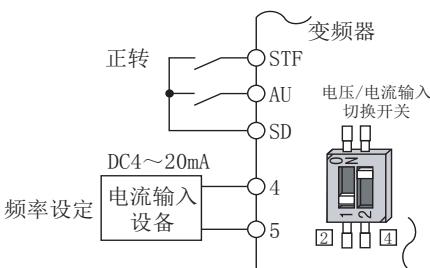 变频器
正转
STF
AU
SD
电压/电流输入
切换开关
ON
1 2
2 4
DC4～20mA
频率设定
电流输入
设备
4
5